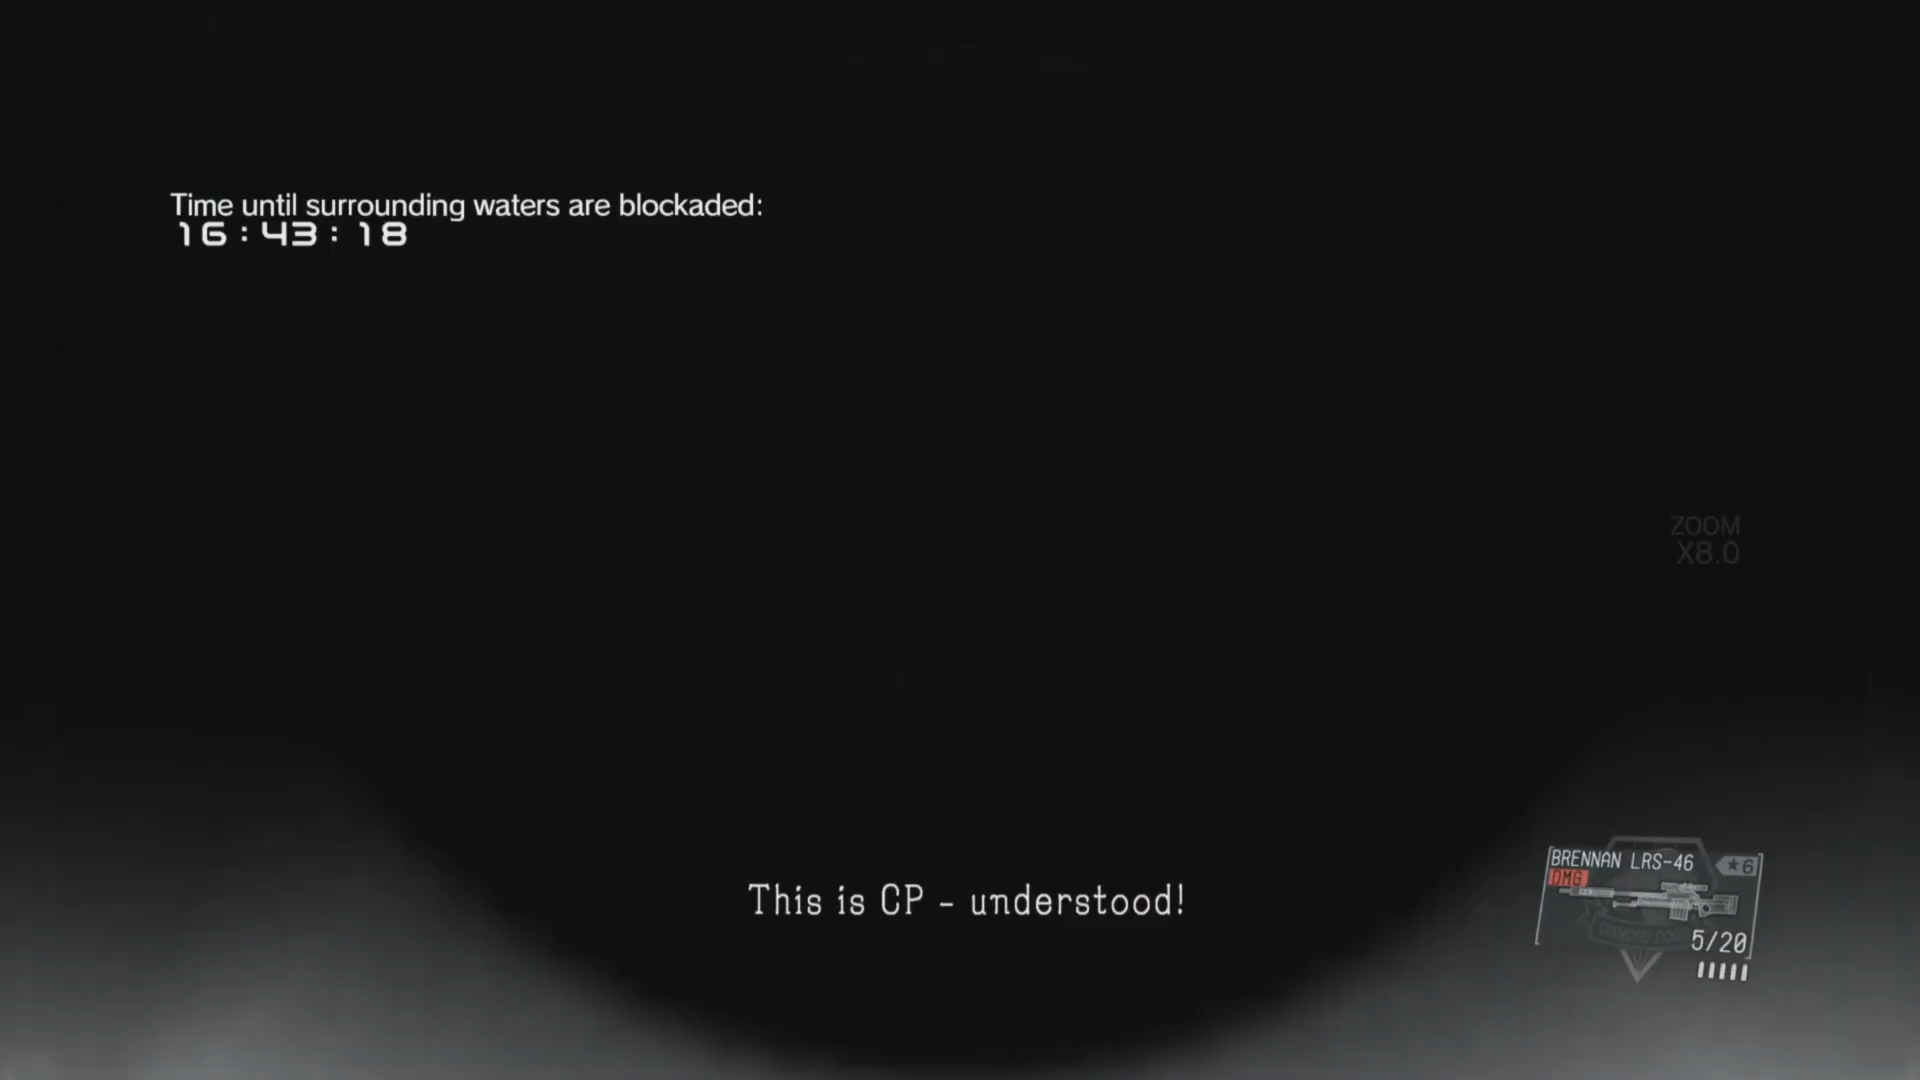 Time until surrounding waters are blockaded:
16:43:18
ZOOM
X8.0
BRENNAN LRS-46
★6
DMG
5/20
This is CP - understood!